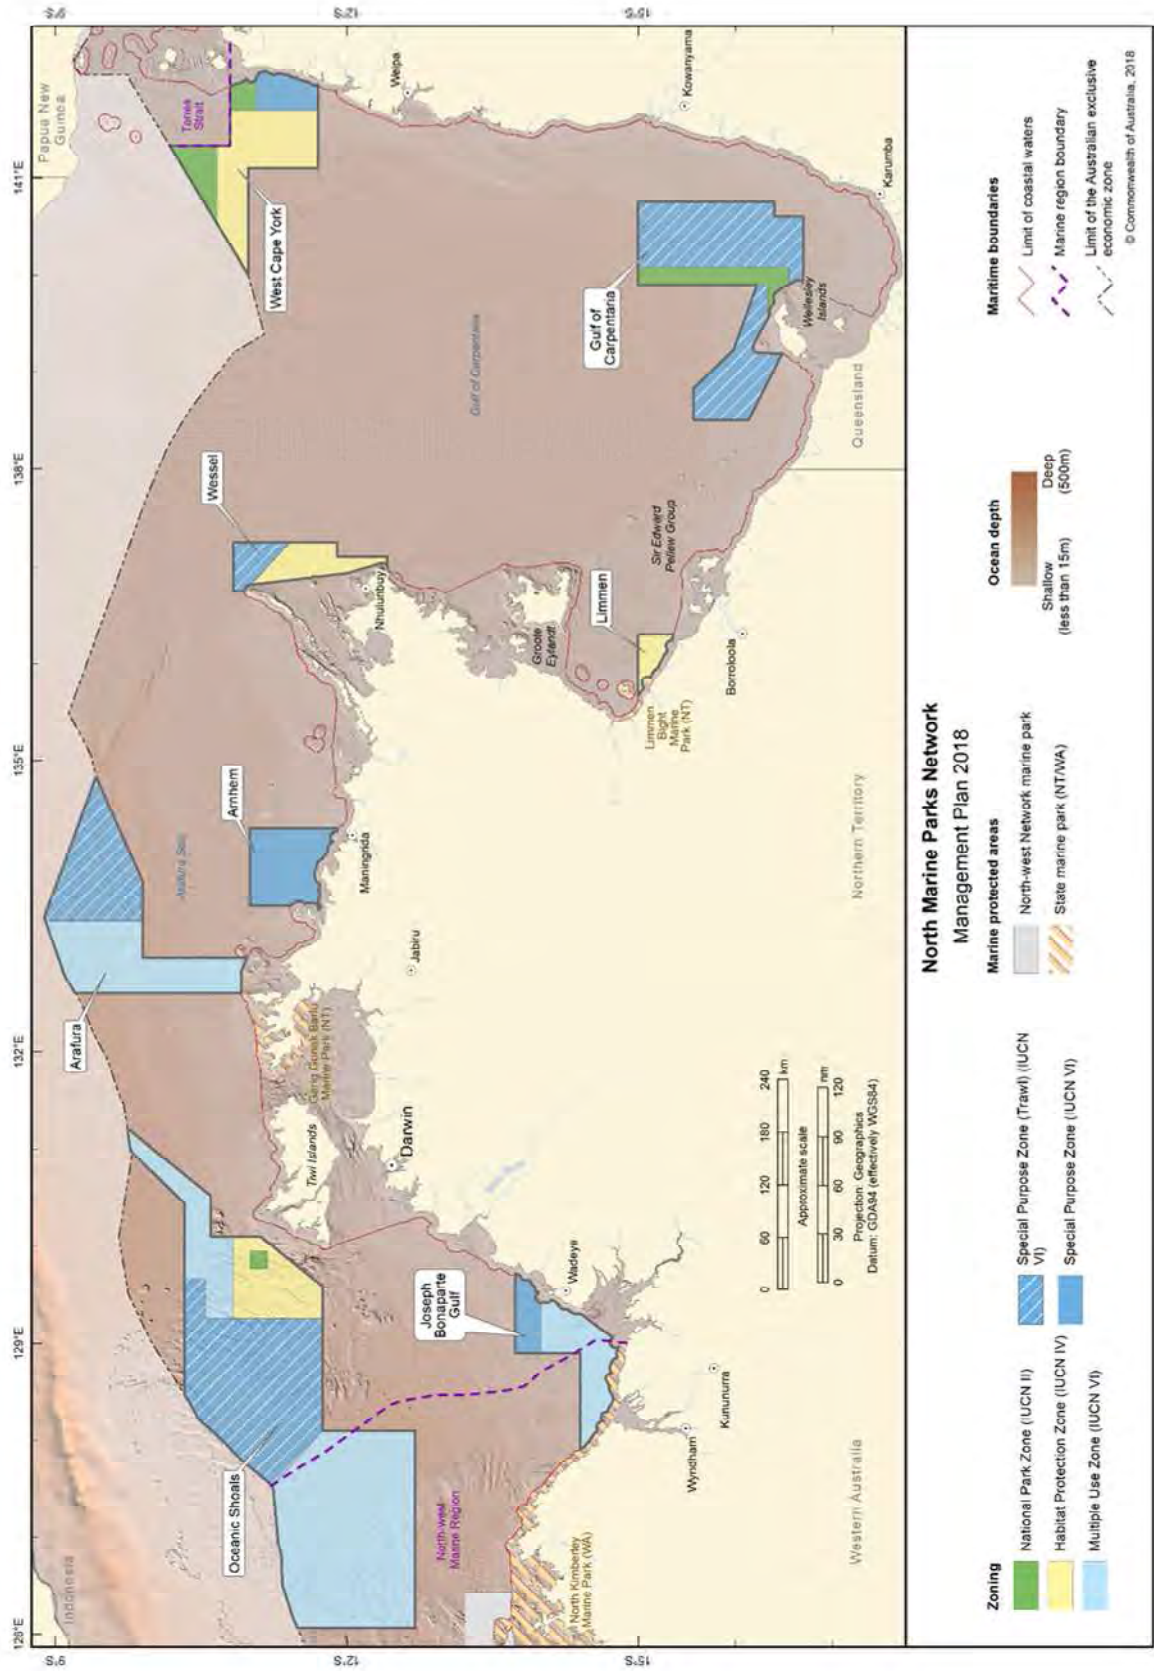 126°E
129°E
132°E
135°E
138°E
141°E
9°S
9°S
12°S
12°S
15°S
15°S
Indonesia
Papua New
Guinea
Torres
Strait
Arafura
Arafura Sea
Oceanic Shoals
Arnhem
Wessel
West Cape York
Weipa
Gulf of Carpentaria
Gulf of
Carpentaria
Kowanyama
Karumba
Wellesley
Islands
Queensland
Nhulunbuy
Groote
Eylandt
Limmen
Sir Edward
Pellew Group
Limmen
Bight
Marine
Park (NT)
Borroloola
Maningrida
Jabiru
Garig Gunak Barlu
Marine Park (NT)
Tiwi Islands
Darwin
Joseph
Bonaparte
Gulf
Wadeye
North-west
Marine Region
North Kimberley
Marine Park (WA)
Wyndham
Kununurra
Western Australia
Northern Territory
0 60 120 180 240
km
Approximate scale
0 30 60 90 120
nm
Projection: Geographics
Datum: GDA94 (effectively WGS84)
North Marine Parks Network
Management Plan 2018
Zoning
National Park Zone (IUCN II)
Habitat Protection Zone (IUCN IV)
Multiple Use Zone (IUCN VI)
Special Purpose Zone (Trawl) (IUCN
VI)
Special Purpose Zone (IUCN VI)
Marine protected areas
North-west Network marine park
State marine park (NT/WA)
Ocean depth
Shallow
(less than 15m)
Deep
(500m)
Maritime boundaries
Limit of coastal waters
Marine region boundary
Limit of the Australian exclusive
economic zone
© Commonwealth of Australia, 2018